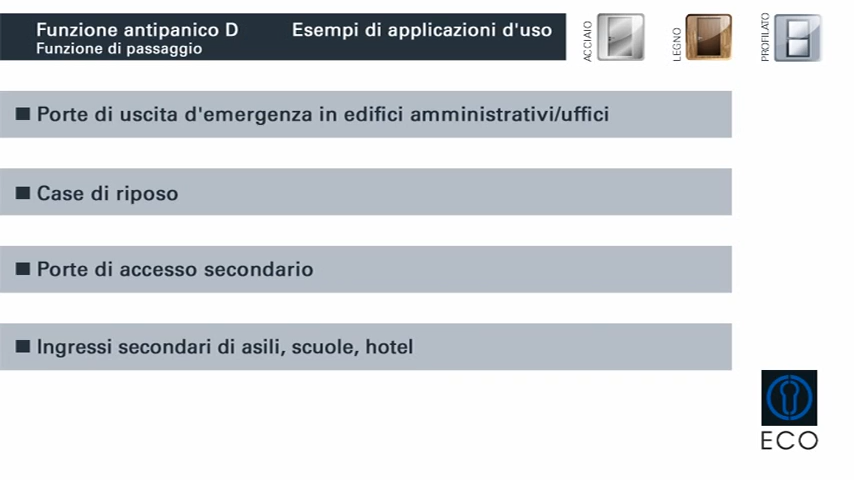 Funzione antipanico D Esempi di applicazioni d'uso
Funzione di passaggio
ACCIAIO
LEGNO
PROFILATO
■ Porte di uscita d'emergenza in edifici amministrativi/uffici
■ Case di riposo
■ Porte di accesso secondario
■ Ingressi secondari di asili, scuole, hotel
ECO